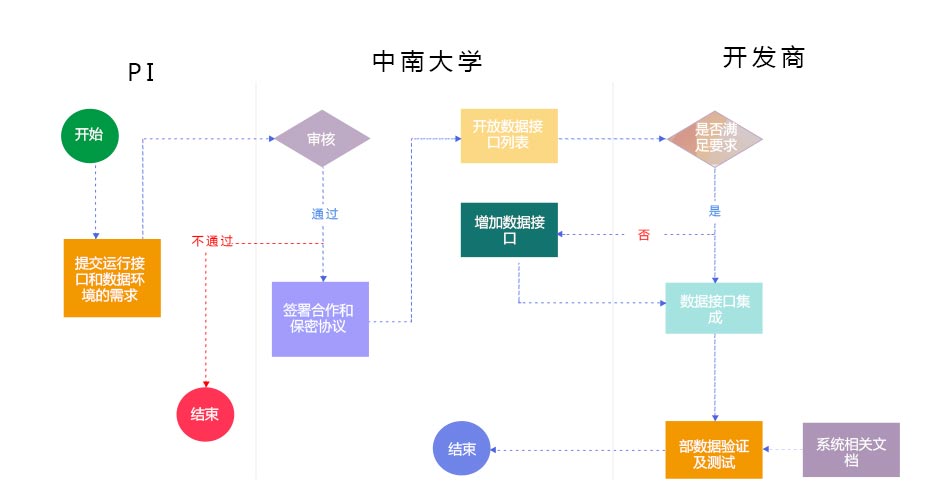 PI
中南大学
开发商
开始
审核
开放数据接
口列表
是否满
足要求
通过
是
增加数据接
口
不通过
否
提交运行接
口和数据环
境的需求
签署合作和
保密协议
数据接口集
成
结束
结束
部数据验证
及测试
系统相关文
档